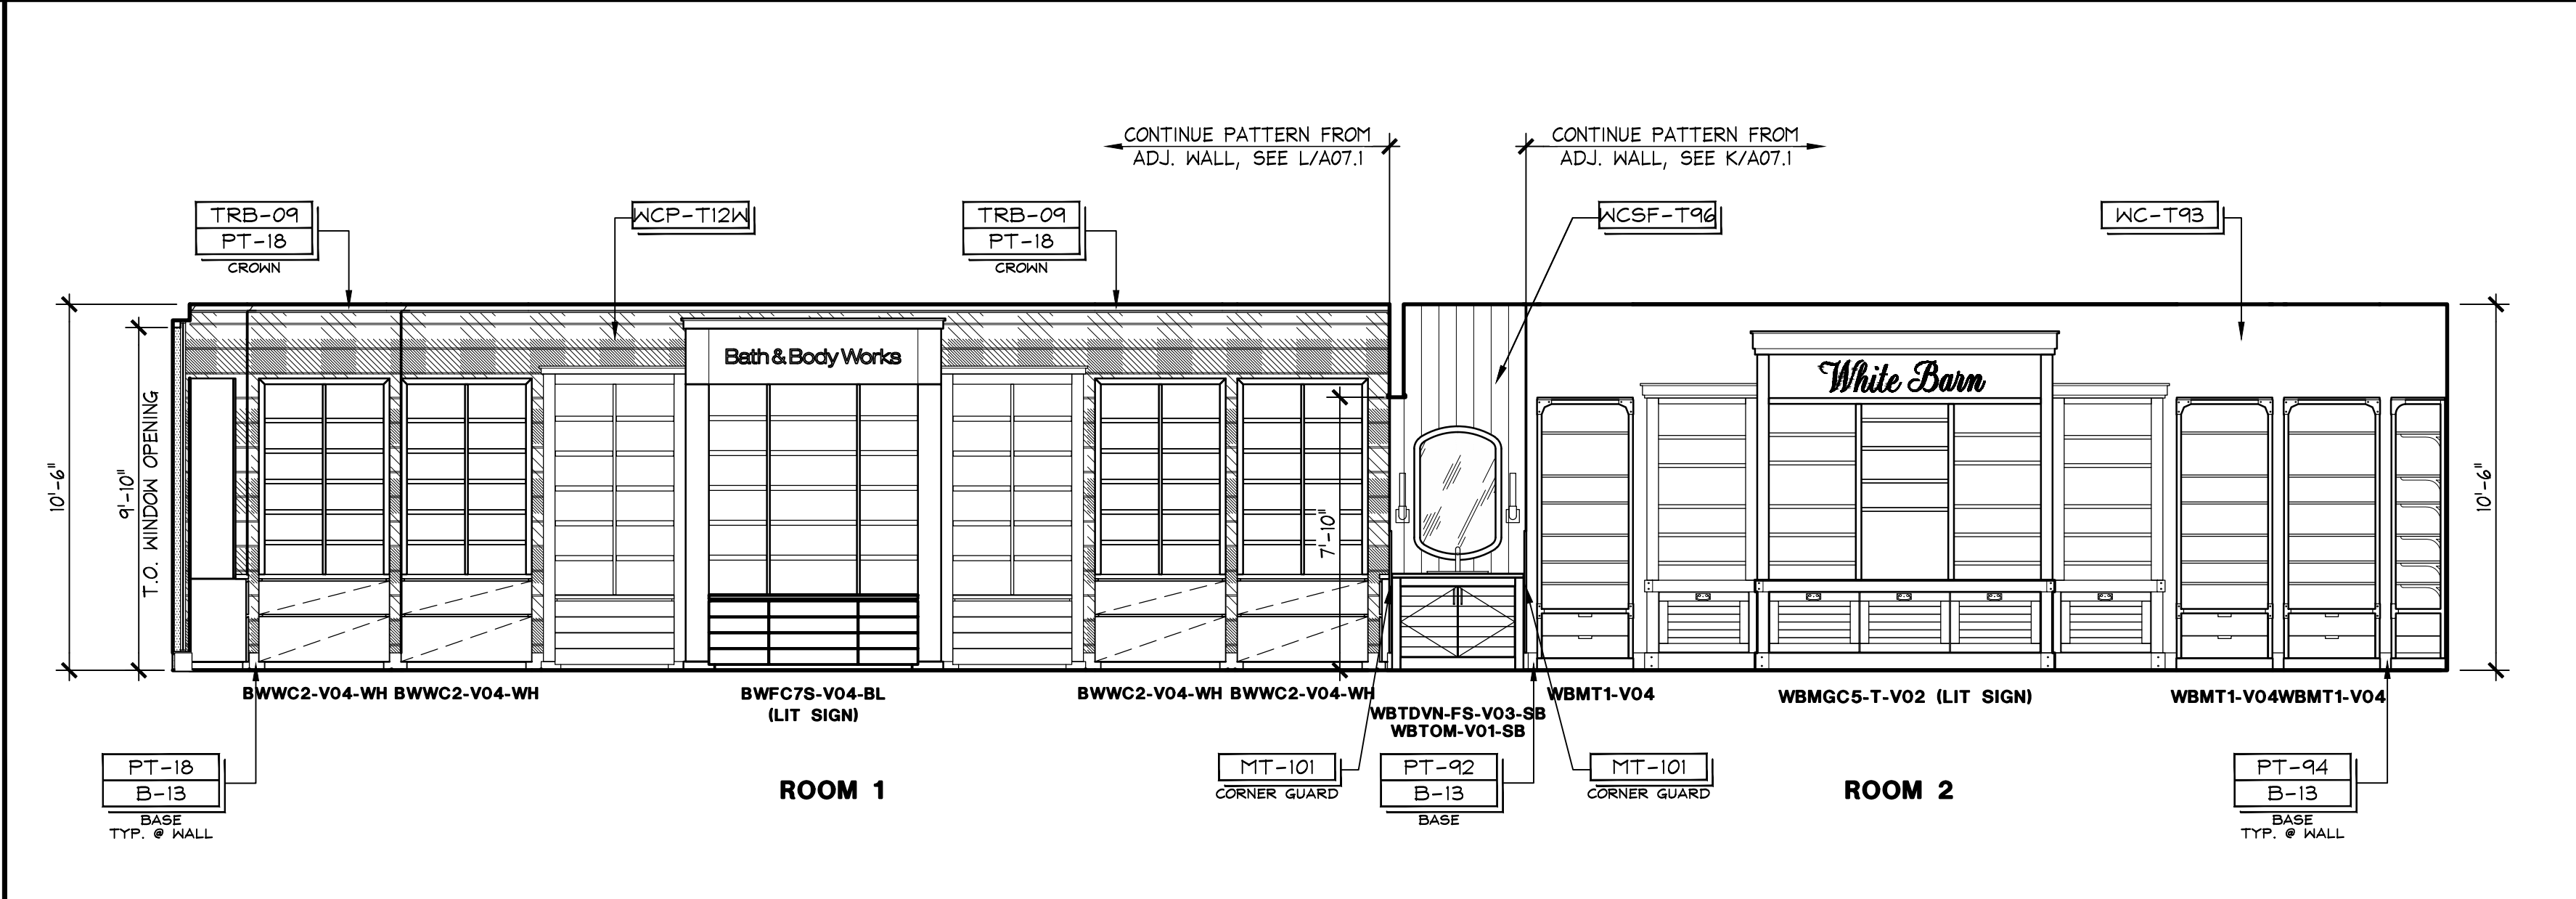 CONTINUE PATTERN FROM
ADJ. WALL, SEE L/A07.1
CONTINUE PATTERN FROM
ADJ. WALL, SEE K/A07.1
TRB-09
PT-18
CROWN
WCP-T12W
TRB-09
PT-18
CROWN
WCSF-T96
WC-T93
10'-6"
9'-10"
T.O. WINDOW OPENING
Bath & Body Works
7'-10"
White Barn
10'-6"
BWWC2-V04-WH BWWC2-V04-WH
BWFC7S-V04-BL
(LIT SIGN)
BWWC2-V04-WH BWWC2-V04-WH
WBTDVN-FS-V03-SB
WBTOM-V01-SB
WBMT1-V04
WBMGC5-T-V02 (LIT SIGN)
WBMT1-V04WBMT1-V04
PT-18
B-13
BASE
TYP. @ WALL
ROOM 1
MT-101
CORNER GUARD
PT-92
B-13
BASE
MT-101
CORNER GUARD
ROOM 2
PT-94
B-13
BASE
TYP. @ WALL